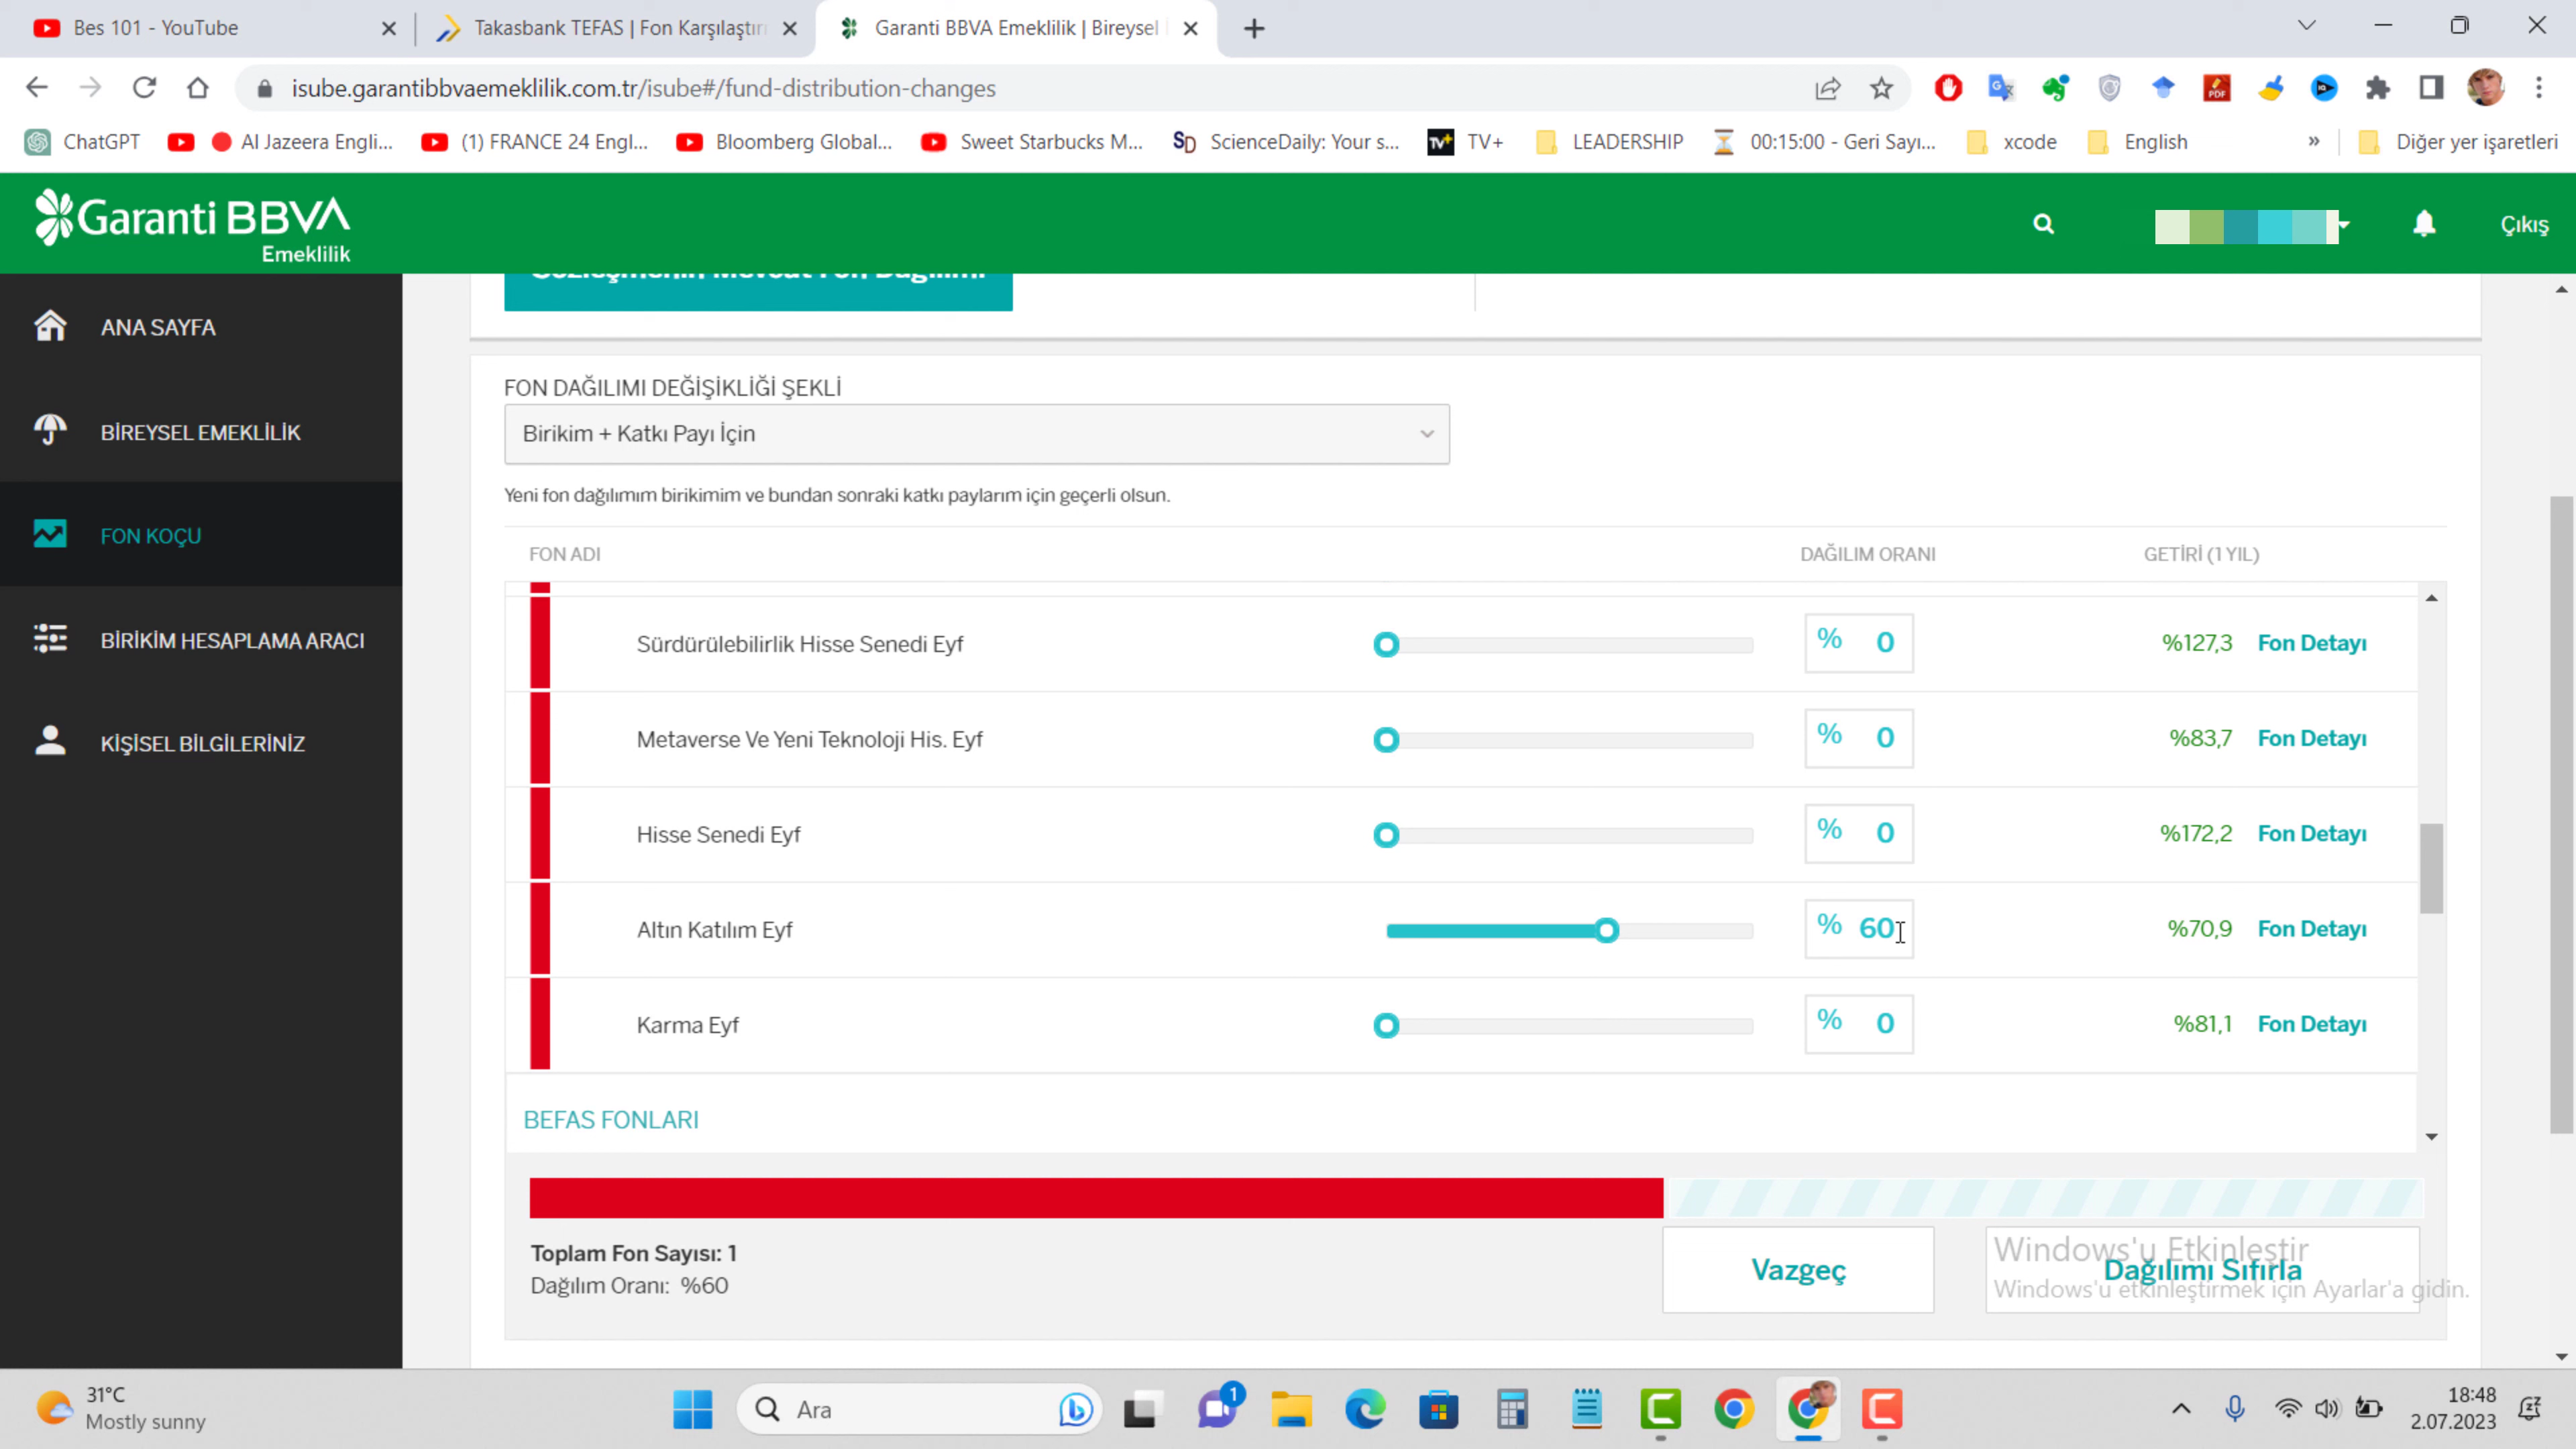 Bes 101 - YouTube
Takasbank TEFAS | Fon Karşılaştır
Garanti BBVA Emeklilik | Bireysel
isube.garantibbvaemeklilik.com.tr/isube#/fund-distribution-changes
ChatGPT
Al Jazeera Engli...
(1) FRANCE 24 Engl...
Bloomberg Global...
Sweet Starbucks M...
ScienceDaily: Your s...
TV+
LEADERSHIP
00:15:00 - Geri Sayı...
xcode
English
»
Diğer yer işaretleri
Garanti BBVA
Emeklilik
Çıkış
ANA SAYFA
BİREYSEL EMEKLİLİK
FON KOÇU
BİRİKİM HESAPLAMA ARACI
KİŞİSEL BİLGİLERİNİZ
Sözleşmenin Mevcut Fon Dağılımı
FON DAĞILIMI DEĞİŞİKLİĞİ ŞEKLİ
Birikim + Katkı Payı İçin
Yeni fon dağılımım birikimim ve bundan sonraki katkı paylarım için geçerli olsun.
FON ADI DAĞILIM ORANI GETİRİ (1 YIL)
Sürdürülebilirlik Hisse Senedi Eyf % 0 %127,3 Fon Detayı
Metaverse Ve Yeni Teknoloji His. Eyf % 0 %83,7 Fon Detayı
Hisse Senedi Eyf % 0 %172,2 Fon Detayı
Altın Katılım Eyf % 60 %70,9 Fon Detayı
Karma Eyf % 0 %81,1 Fon Detayı
BEFAS FONLARI
Toplam Fon Sayısı: 1
Dağılım Oranı: %60
Vazgeç
Dağılımı Sıfırla
Windows'u Etkinleştir
Windows'u etkinleştirmek için Ayarlar'a gidin.
31°C
Mostly sunny
Ara
1
18:48
2.07.2023